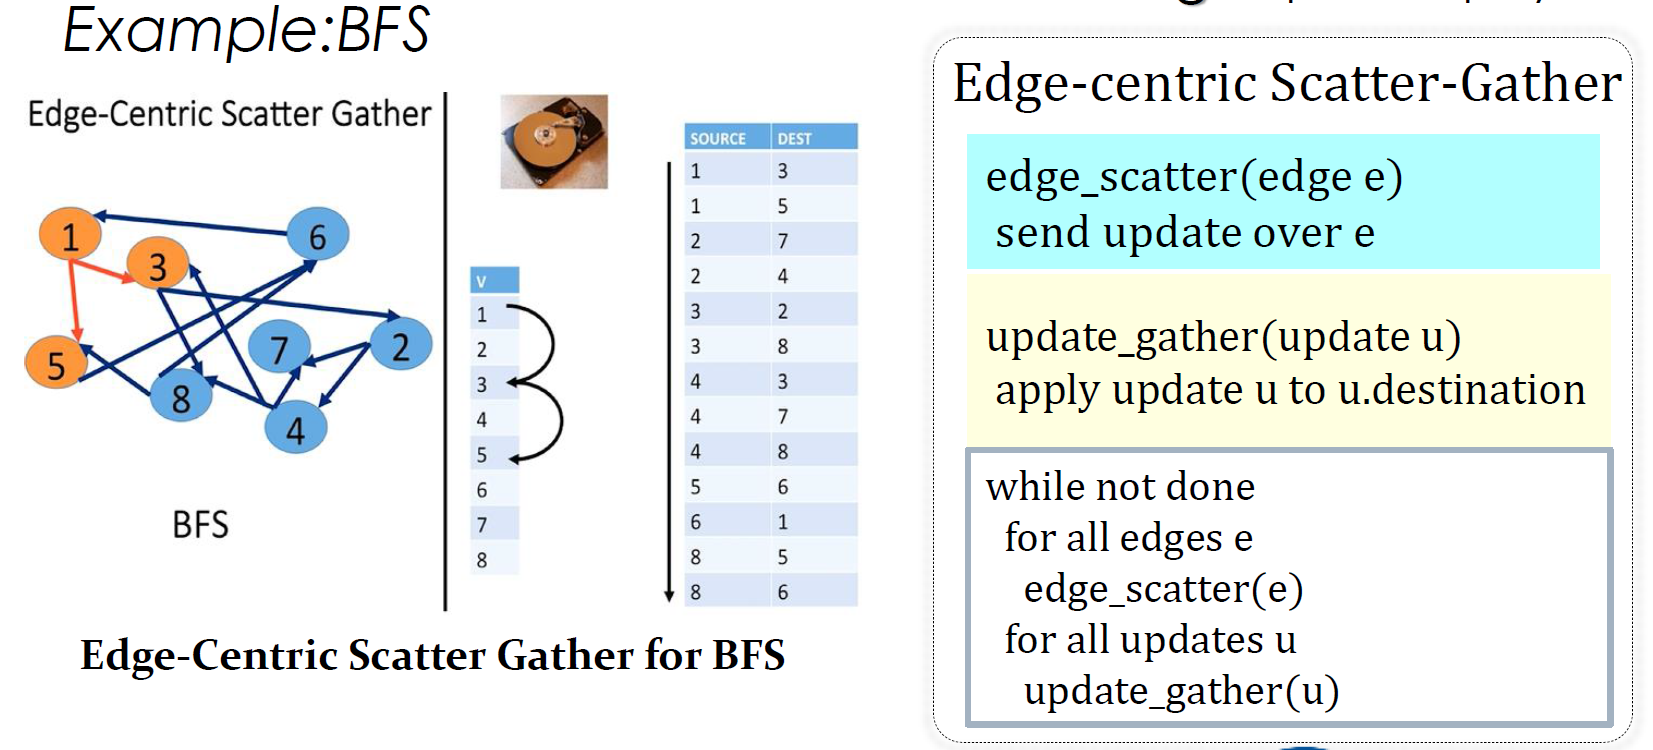 Example:BFS
Edge-Centric Scatter Gather
1
6
3
5
7
2
8
4
BFS
V
1
2
3
4
5
6
7
8
SOURCE DEST
1 3
1 5
2 7
2 4
3 2
3 8
4 3
4 7
4 8
5 6
6 1
8 5
8 6
Edge-Centric Scatter Gather for BFS
Edge-centric Scatter-Gather
edge_scatter(edge e)
send update over e
update_gather(update u)
apply update u to u.destination
while not done
for all edges e
edge_scatter(e)
for all updates u
update_gather(u)